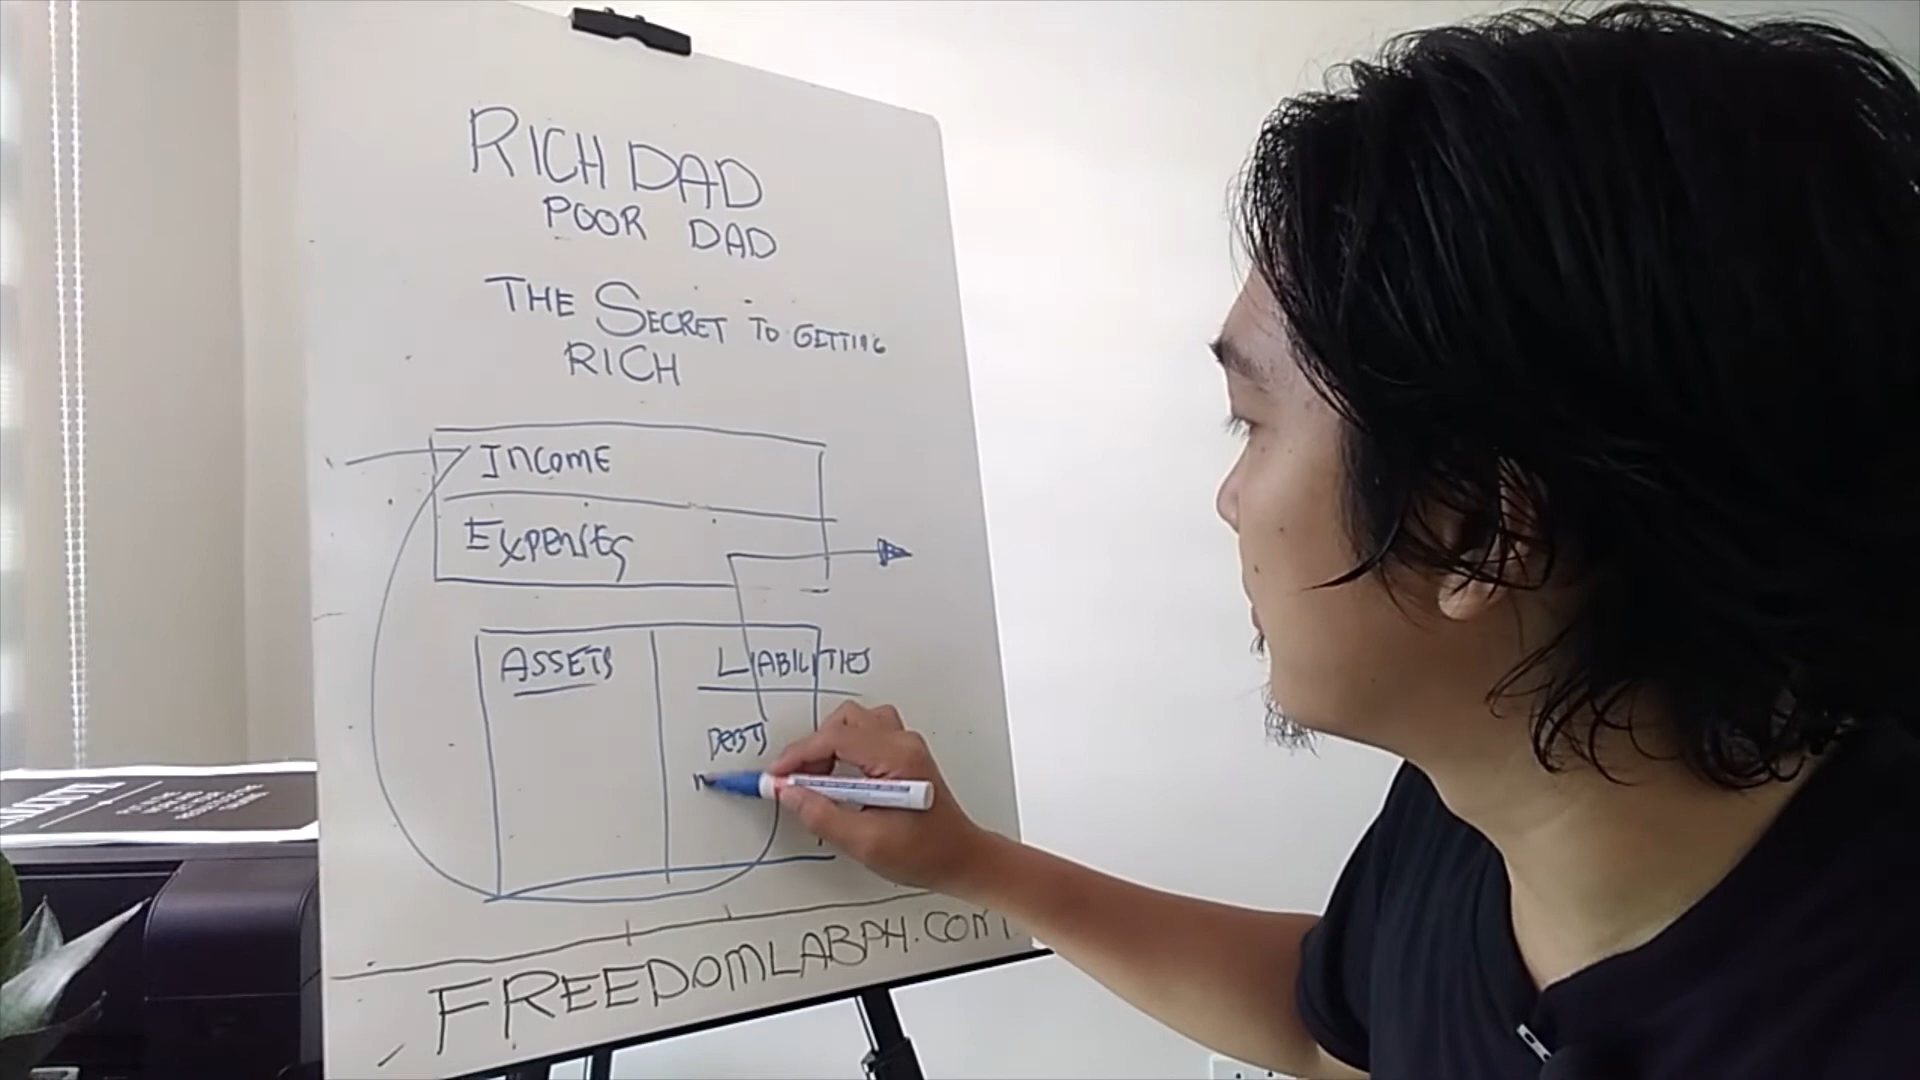 RICH DAD
POOR DAD
THE SECRET TO GETTING
RICH
INCOME
EXPENSES
ASSETS
LIABILITIES
DEBTS
FREEDOMLABPH.COM